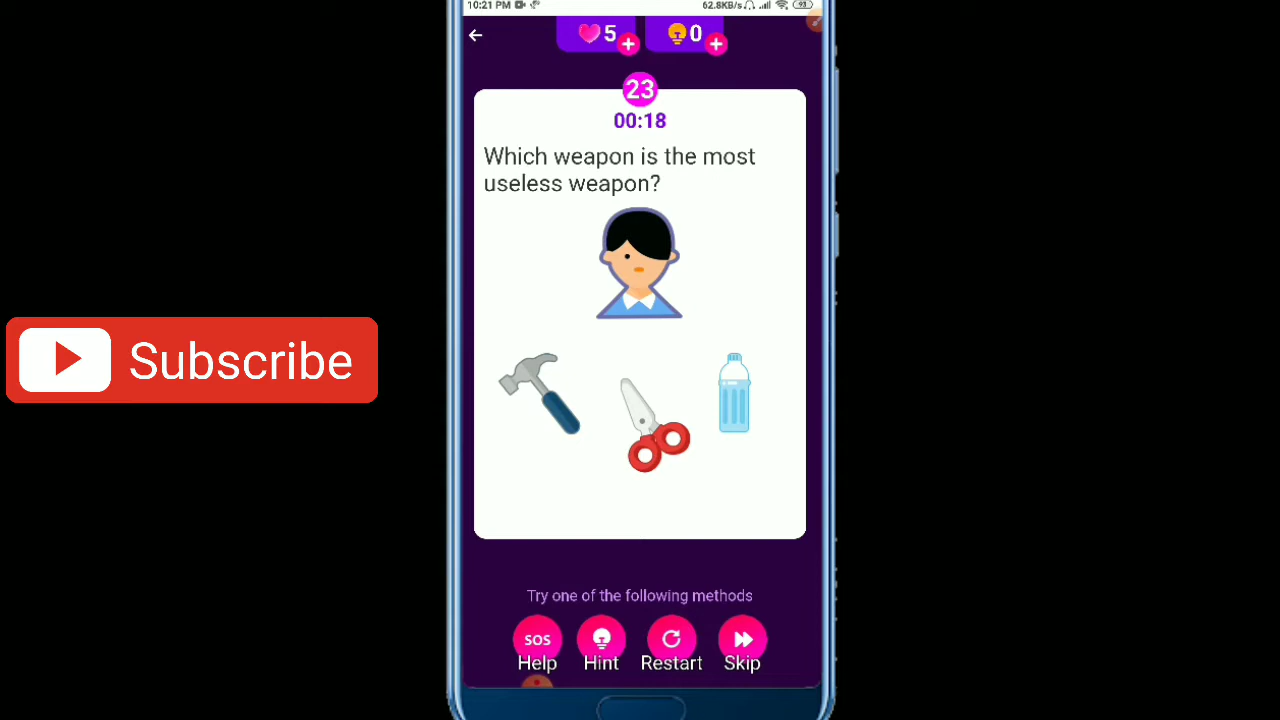 10:21 PM
62.8KB/s
93
5
0
23
00:18
Which weapon is the most
useless weapon?
Subscribe
Try one of the following methods
SOS
Help
Hint
Restart
Skip